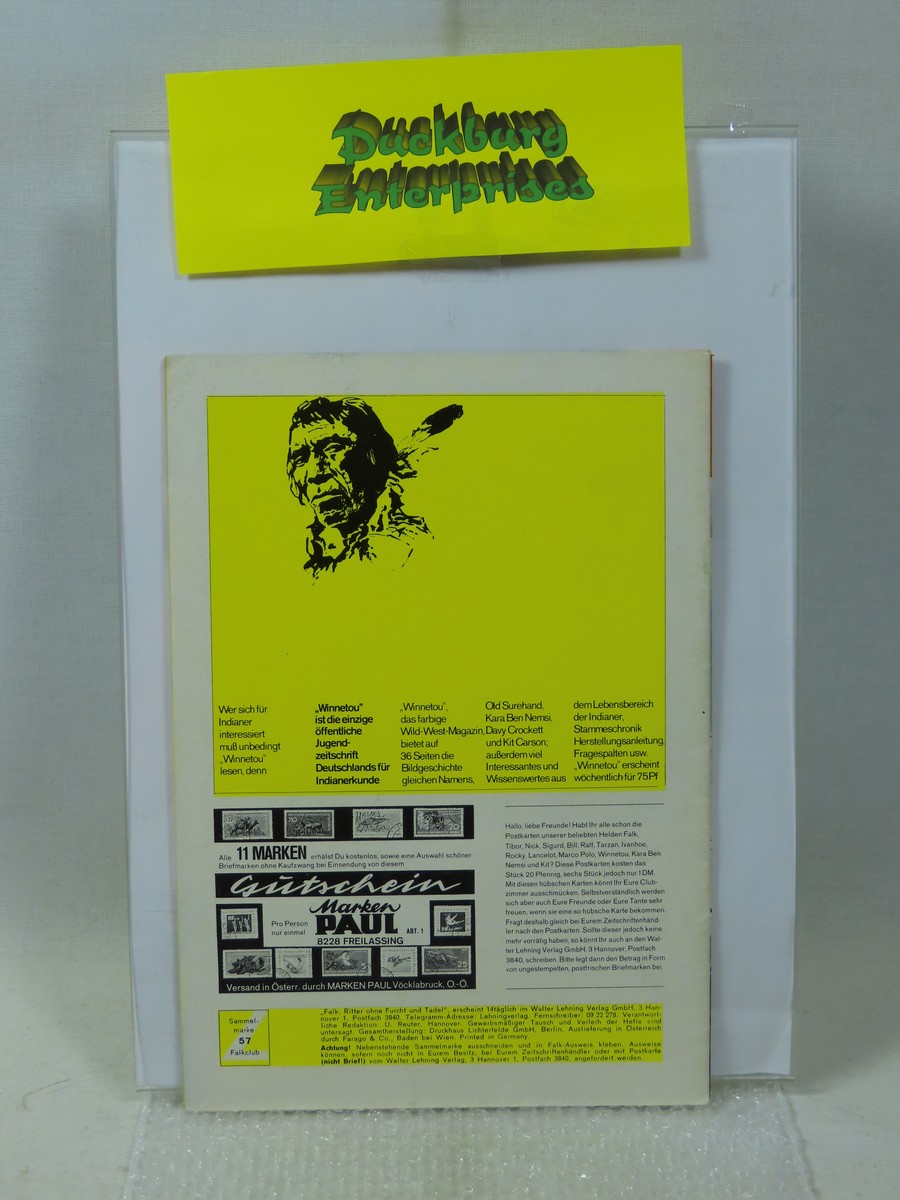 Duckburg
Enterprises
Wer sich für
Indianer
interessiert
muß unbedingt
„Winnetou”
lesen, denn
„Winnetou”
ist die einzige
öffentliche
Jugend-
zeitschrift
Deutschlands für
Indianerkunde
„Winnetou”,
das farbige
Wild-West-Magazin,
bietet auf
36 Seiten die
Bildgeschichte
gleichen Namens,
Old Surehand,
Kara Ben Nemsi,
Davy Crockett
und Kit Carson;
außerdem viel
Interessantes und
Wissenswertes aus
dem Lebensbereich
der Indianer,
Stammeschronik
Herstellungsanleitung,
Fragespalten usw.
„Winnetou” erscheint
wöchentlich für 75Pf
Alle 11 MARKEN erhälst Du kostenlos, sowie eine Auswahl schöner
Briefmarken ohne Kaufzwang bei Einsendung von diesem
Gutschein
Pro Person
nur einmal
Marken
PAUL ABT. 1
8228 FREILASSING
Versand in Österr. durch MARKEN PAUL Vöcklabruck, O.-Ö.
Hallo, liebe Freunde! Habt Ihr alle schon die
Postkarten unserer beliebten Helden Falk,
Tibor, Nick, Sigurd, Bill, Ralf, Tarzan, Ivanhoe,
Rocky, Lancelot, Marco Polo, Winnetou, Kara Ben
Nemsi und Kit? Diese Postkarten kosten das
Stück 20 Pfennig, sechs Stück jedoch nur 1 DM.
Mit diesen hübschen Karten könnt Ihr Eure Club-
zimmer ausschmücken. Selbstverständlich werden
sich aber auch Eure Freunde oder Eure Tante sehr
freuen, wenn sie eine so hübsche Karte bekommen.
Fragt deshalb gleich bei Eurem Zeitschriftenhänd-
ler nach den Postkarten. Sollte dieser jedoch keine
mehr vorrätig haben, so könnt Ihr auch an den Wal-
ter Lehning Verlag GmbH, 3 Hannover, Postfach
3840, schreiben. Bitte legt dann den Betrag in Form
von ungestempelten, postfrischen Briefmarken bei.
Sammel-
marke
57
Falkclub
„Falk, Ritter ohne Furcht und Tadel”, erscheint 14täglich im Walter Lehning Verlag GmbH, 3 Han-
nover 1, Postfach 3840. Telegramm-Adresse: Lehningverlag. Fernschreiber: 09 22 278. Verantwort-
liche Redaktion: U. Reuter, Hannover. Gewerbsmäßiger Tausch und Verleih der Hefte sind
untersagt. Gesamtherstellung: Druckhaus Lichterfelde GmbH, Berlin. Auslieferung in Österreich
durch Farago & Co., Baden bei Wien. Printed in Germany.
Achtung! Nebenstehende Sammelmarke ausschneiden und in Falk-Ausweis kleben. Ausweise
können, sofern noch nicht in Eurem Besitz, bei Eurem Zeitschriftenhändler oder mit Postkarte
(nicht Brief!) vom Walter Lehning Verlag, 3 Hannover 1, Postfach 3840, angefordert werden.